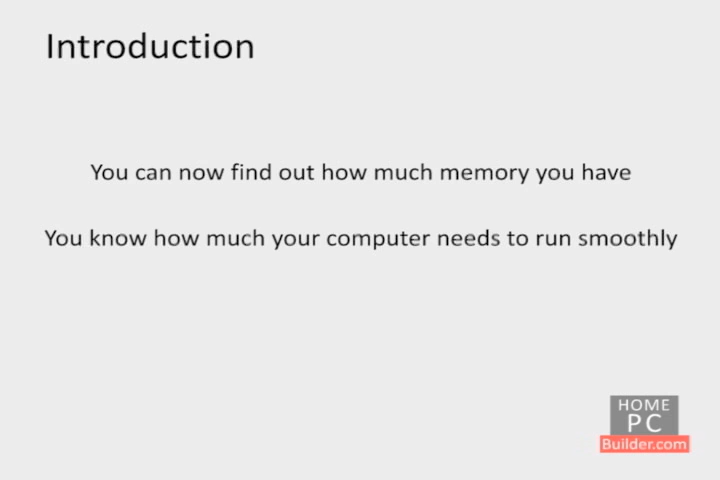 Introduction
You can now find out how much memory you have
You know how much your computer needs to run smoothly
HOME
PC
Builder.com